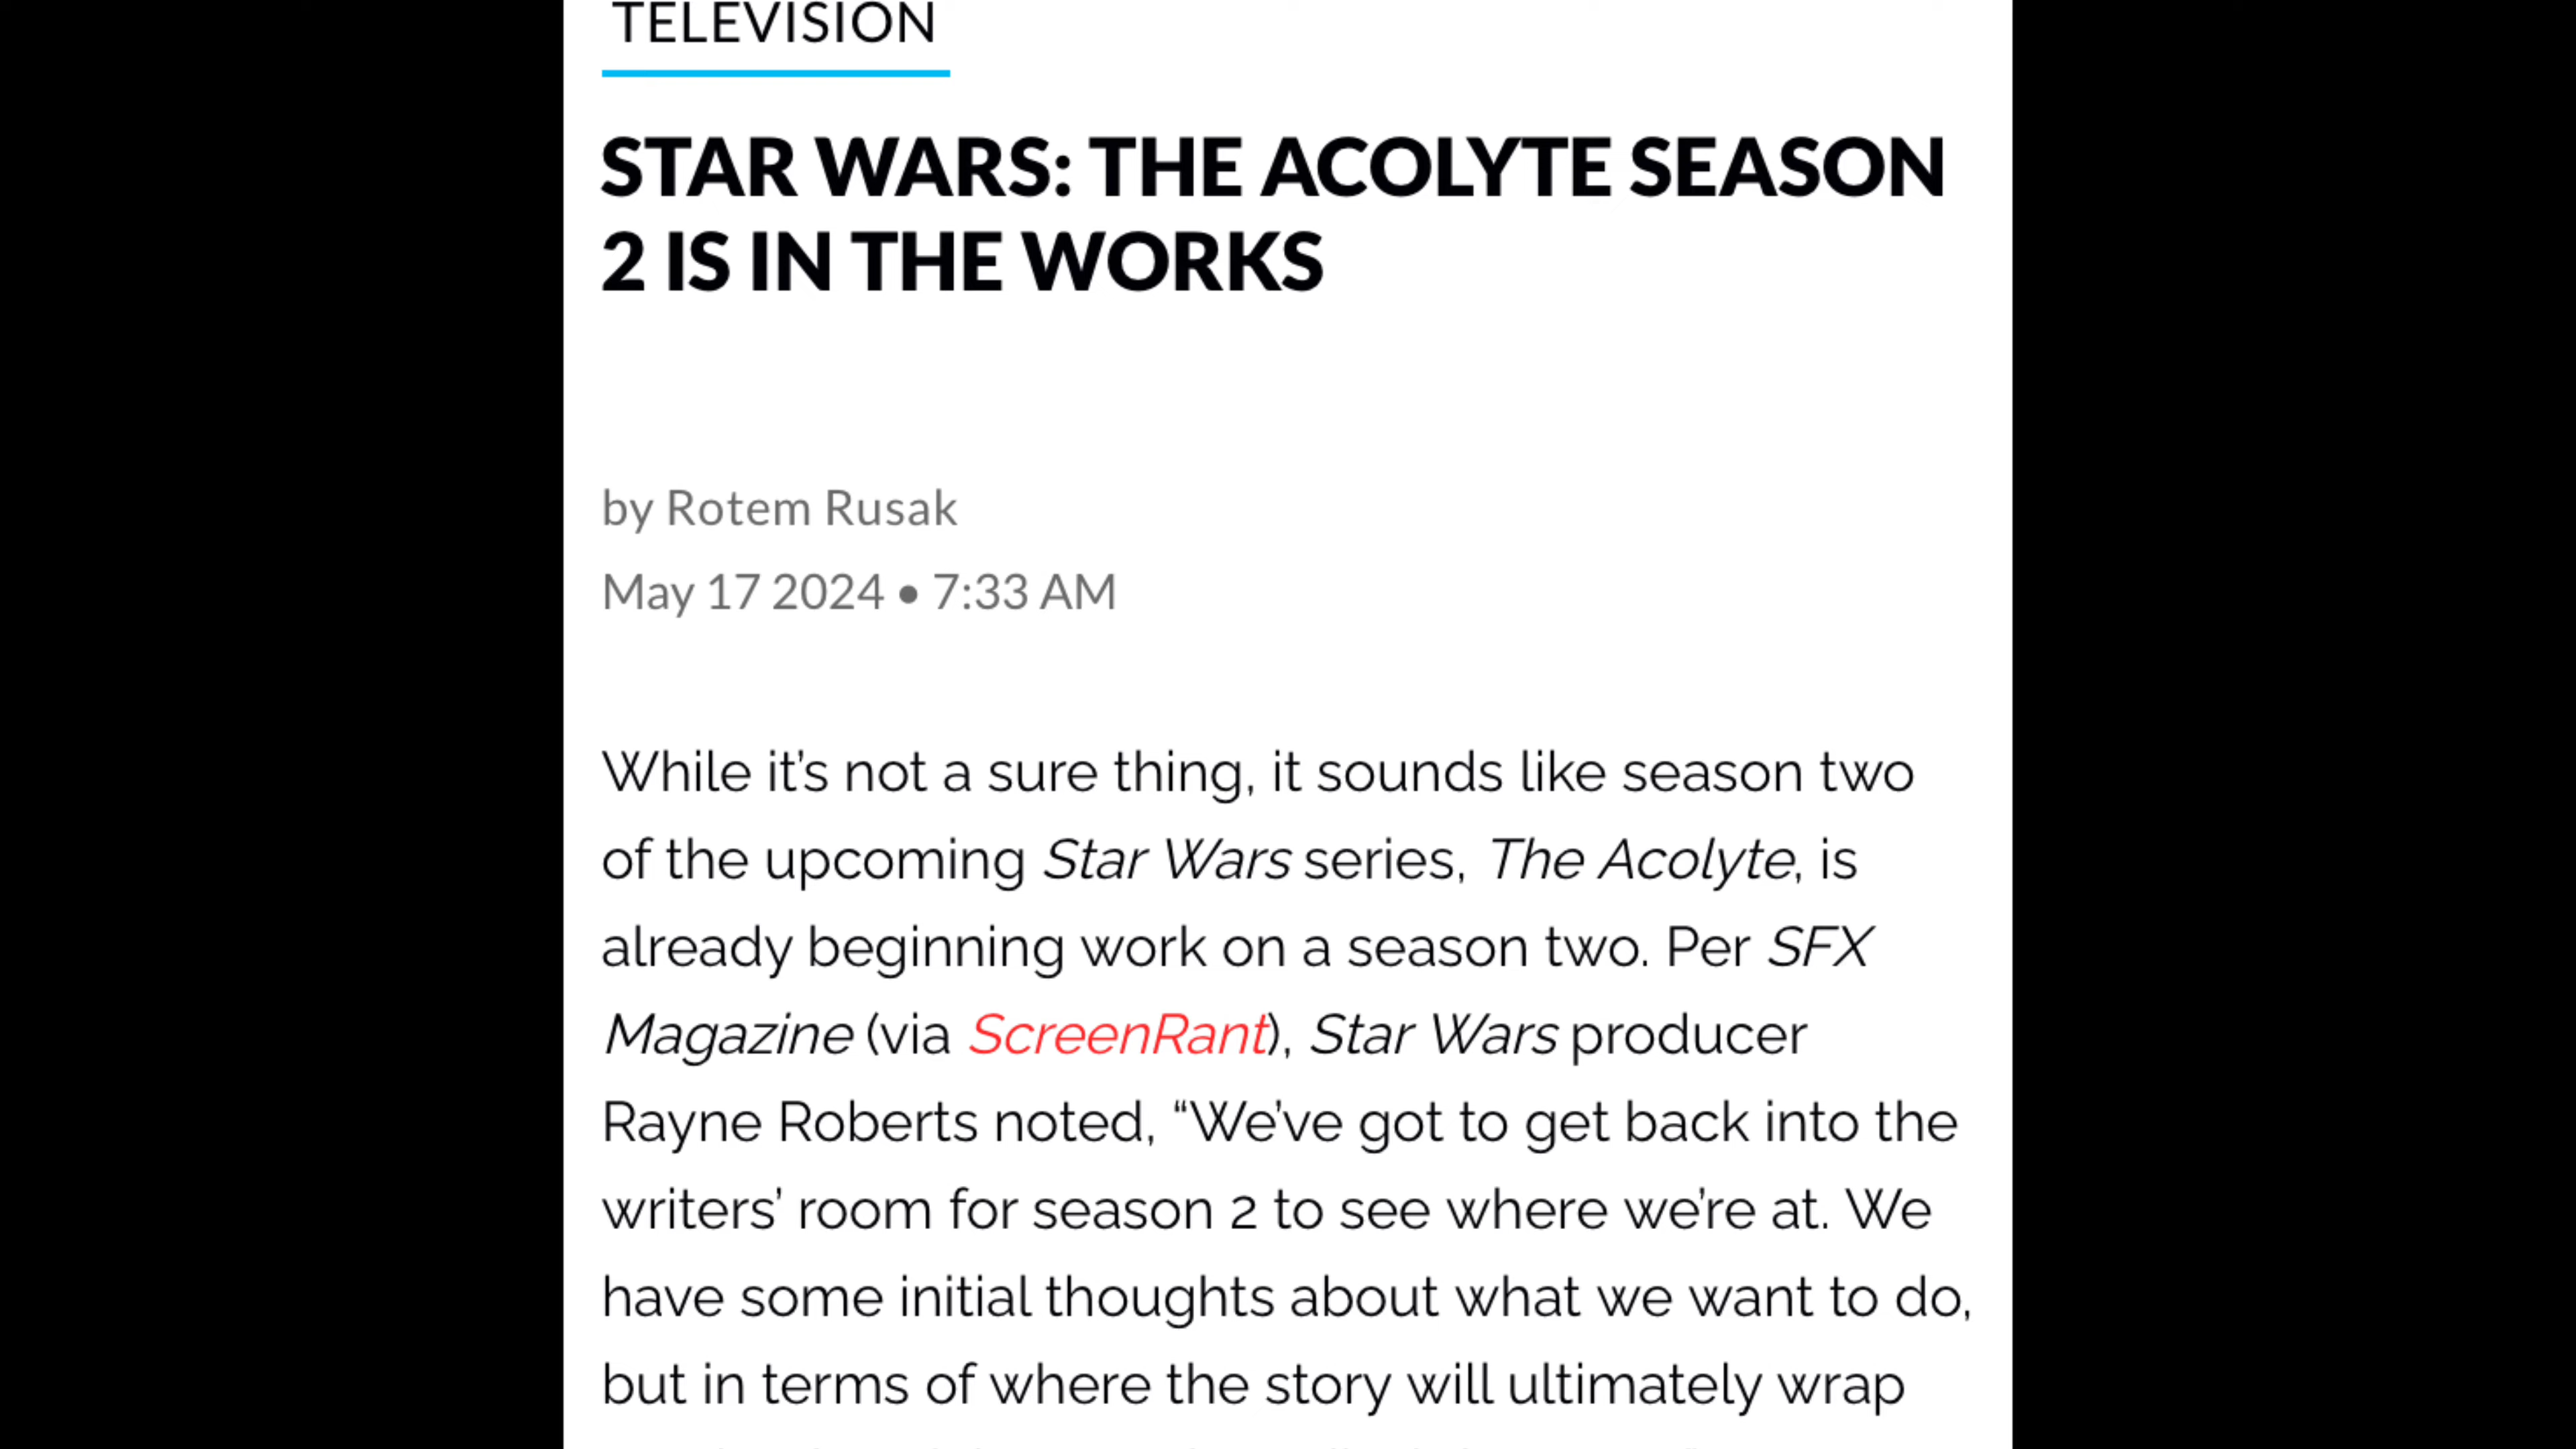 TELEVISION
STAR WARS: THE ACOLYTE SEASON
2 IS IN THE WORKS
by Rotem Rusak
May 17 2024 • 7:33 AM
While it’s not a sure thing, it sounds like season two
of the upcoming Star Wars series, The Acolyte, is
already beginning work on a season two. Per SFX
Magazine (via ScreenRant), Star Wars producer
Rayne Roberts noted, “We’ve got to get back into the
writers’ room for season 2 to see where we’re at. We
have some initial thoughts about what we want to do,
but in terms of where the story will ultimately wrap